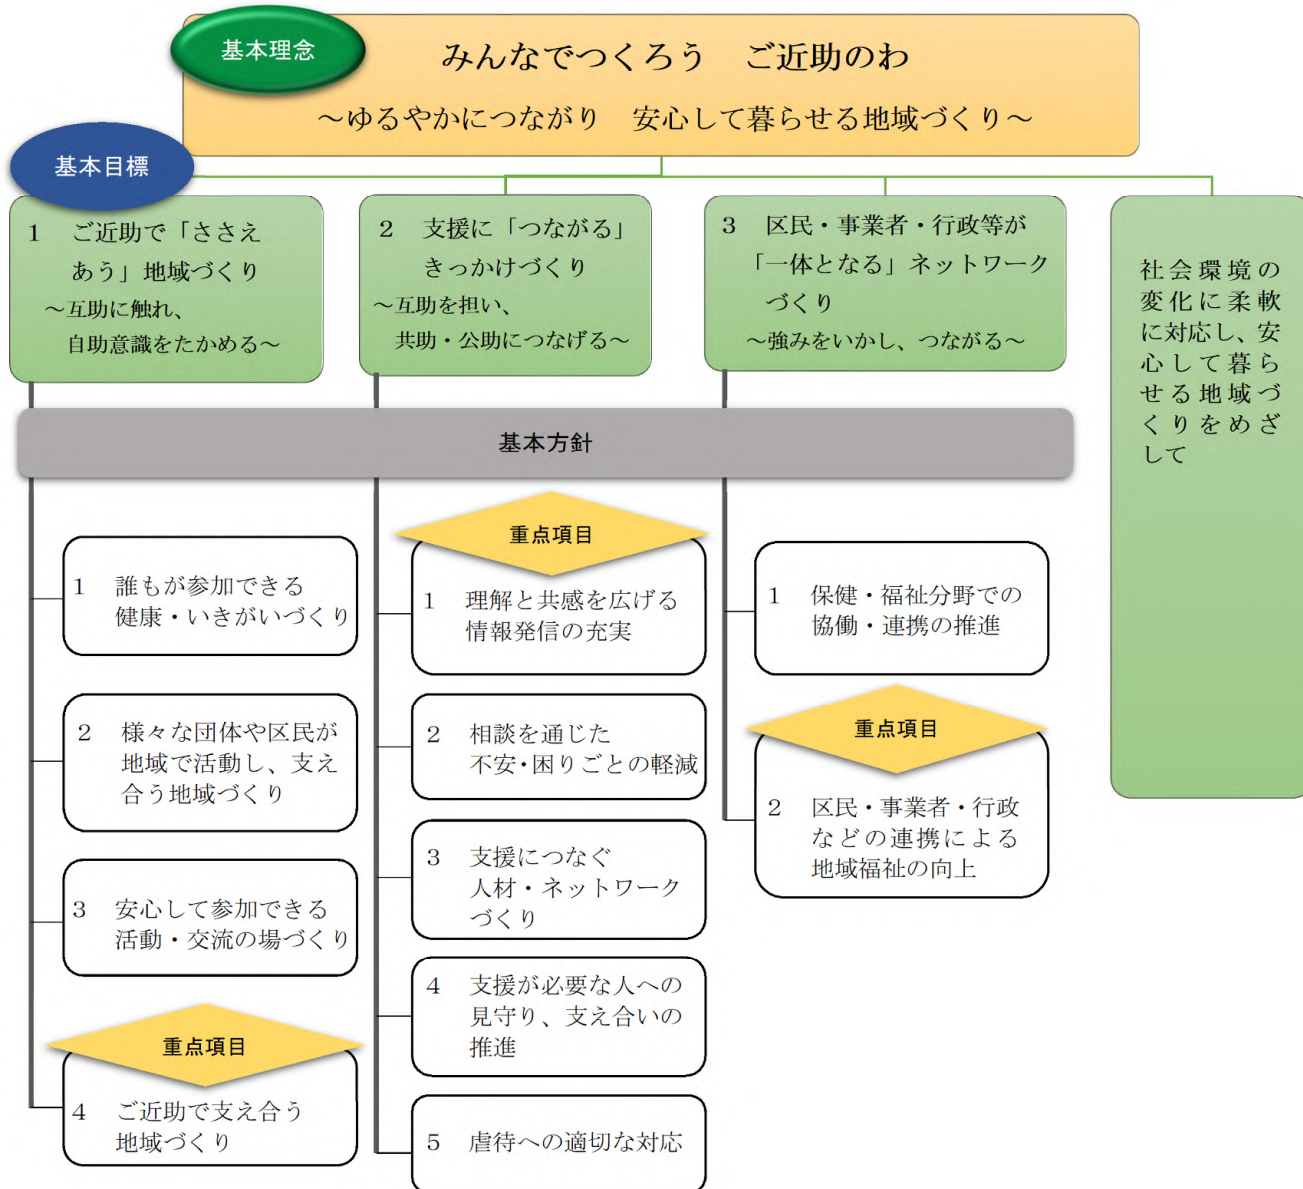 基本理念
みんなでつくろう　ご近助のわ
～ゆるやかにつながり　安心して暮らせる地域づくり～
基本目標
1　ご近助で「ささえ
あう」地域づくり
～互助に触れ、
自助意識をたかめる～
2　支援に「つながる」
きっかけづくり
～互助を担い、
共助・公助につなげる～
3　区民・事業者・行政等が
「一体となる」ネットワーク
づくり
～強みをいかし、つながる～
社会環境の
変化に柔軟
に対応し、安
心して暮ら
せる地域づ
くりをめざ
して
基本方針
1　誰もが参加できる
健康・いきがいづくり
2　様々な団体や区民が
地域で活動し、支え
合う地域づくり
3　安心して参加できる
活動・交流の場づくり
重点項目
4　ご近助で支え合う
地域づくり
重点項目
1　理解と共感を広げる
情報発信の充実
2　相談を通じた
不安・困りごとの軽減
3　支援につなぐ
人材・ネットワーク
づくり
4　支援が必要な人への
見守り、支え合いの
推進
5　虐待への適切な対応
1　保健・福祉分野での
協働・連携の推進
重点項目
2　区民・事業者・行政
などの連携による
地域福祉の向上